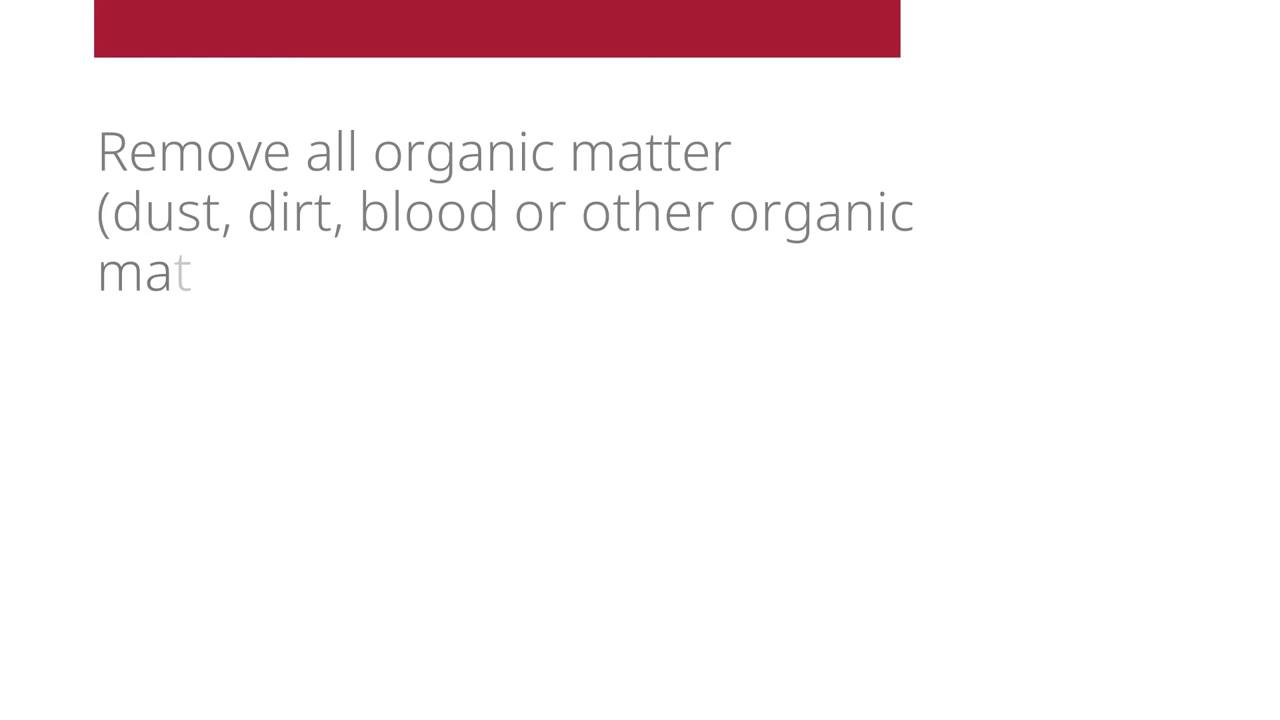 Remove all organic matter
(dust, dirt, blood or other organic
mat